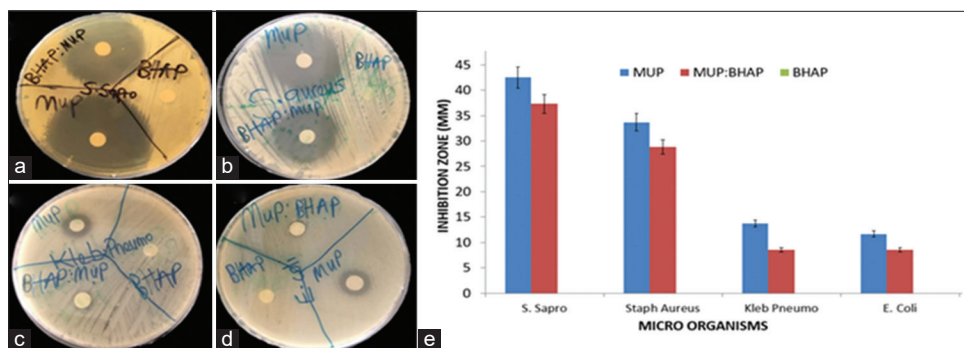 BHAP:MUP
BHAP
S-Sapro
MUP
a
MUP
BHAP
S. aureus
BHAP:MUP
b
MUP
Kleb Pneumo
BHAP:MUP
BHAP
c
MUP:BHAP
BHAP
MUP
d
MUP
MUP:BHAP
BHAP
45
40
35
30
25
20
15
10
5
0
INHIBITION ZONE (MM)
S. Sapro
Staph Aureus
Kleb Pneumo
E. Coli
MICRO ORGANISMS
e